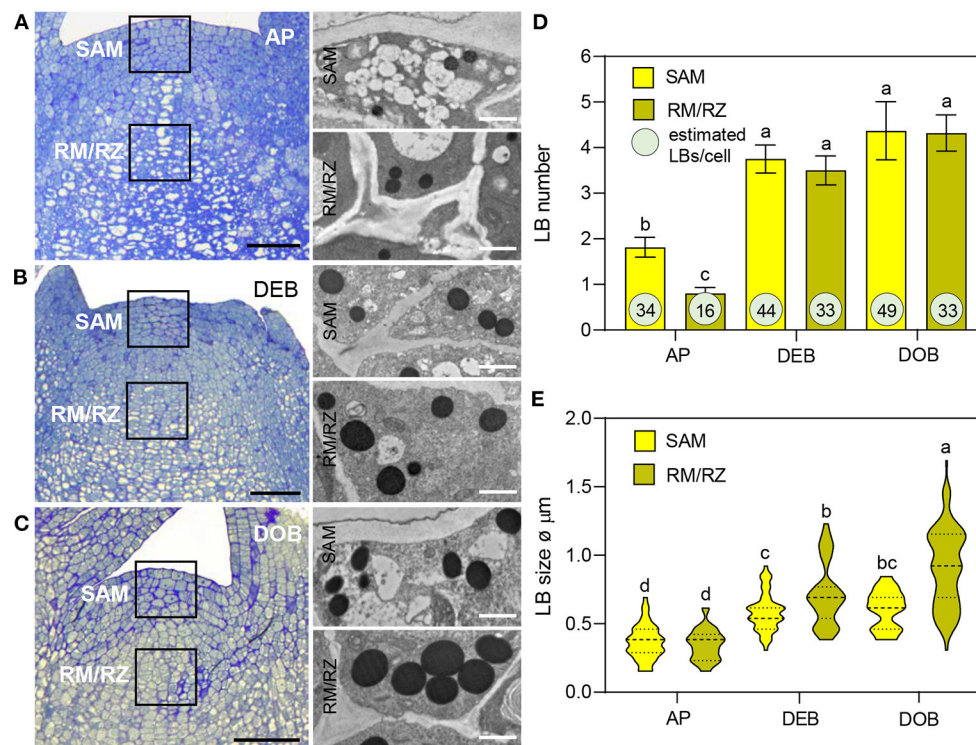 A
SAM
AP
RM/RZ
SAM
RM/RZ
B
DEB
SAM
RM/RZ
SAM
RM/RZ
C
DOB
SAM
RM/RZ
SAM
RM/RZ
D
6
5
4
3
2
1
0
LB number
SAM
RM/RZ
estimated
LBs/cell
b
c
a
a
a
a
34
16
44
33
49
33
AP
DEB
DOB
E
2.0
1.5
1.0
0.5
0.0
LB size ø µm
SAM
RM/RZ
d
d
c
b
bc
a
AP
DEB
DOB